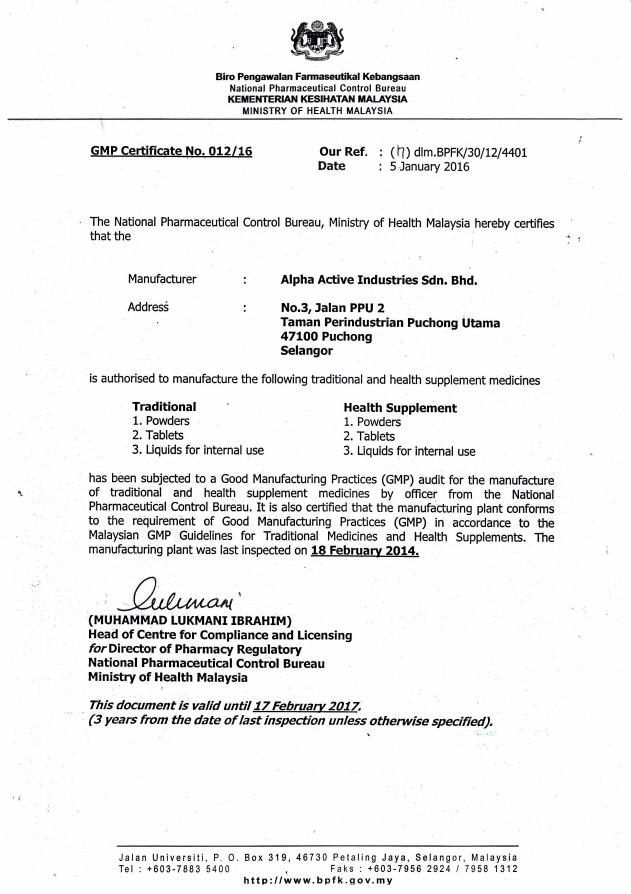 Biro Pengawalan Farmaseutikal Kebangsaan
National Pharmaceutical Control Bureau
KEMENTERIAN KESIHATAN MALAYSIA
MINISTRY OF HEALTH MALAYSIA
GMP Certificate No. 012/16
Our Ref. : (17) dlm.BPFK/30/12/4401
Date : 5 January 2016
The National Pharmaceutical Control Bureau, Ministry of Health Malaysia hereby certifies
that the
Manufacturer : Alpha Active Industries Sdn. Bhd.
Address : No.3, Jalan PPU 2
Taman Perindustrian Puchong Utama
47100 Puchong
Selangor
is authorised to manufacture the following traditional and health supplement medicines
Traditional
1. Powders
2. Tablets
3. Liquids for internal use
Health Supplement
1. Powders
2. Tablets
3. Liquids for internal use
has been subjected to a Good Manufacturing Practices (GMP) audit for the manufacture
of traditional and health supplement medicines by officer from the National
Pharmaceutical Control Bureau. It is also certified that the manufacturing plant conforms
to the requirement of Good Manufacturing Practices (GMP) in accordance to the
Malaysian GMP Guidelines for Traditional Medicines and Health Supplements. The
manufacturing plant was last inspected on 18 February 2014.
(MUHAMMAD LUKMANI IBRAHIM)
Head of Centre for Compliance and Licensing
for Director of Pharmacy Regulatory
National Pharmaceutical Control Bureau
Ministry of Health Malaysia
This document is valid until 17 February 2017.
(3 years from the date of last inspection unless otherwise specified).
Jalan Universiti, P. O. Box 319, 46730 Petaling Jaya, Selangor, Malaysia
Tel : +603-7883 5400 Faks : +603-7956 2924 / 7958 1312
http://www.bpfk.gov.my